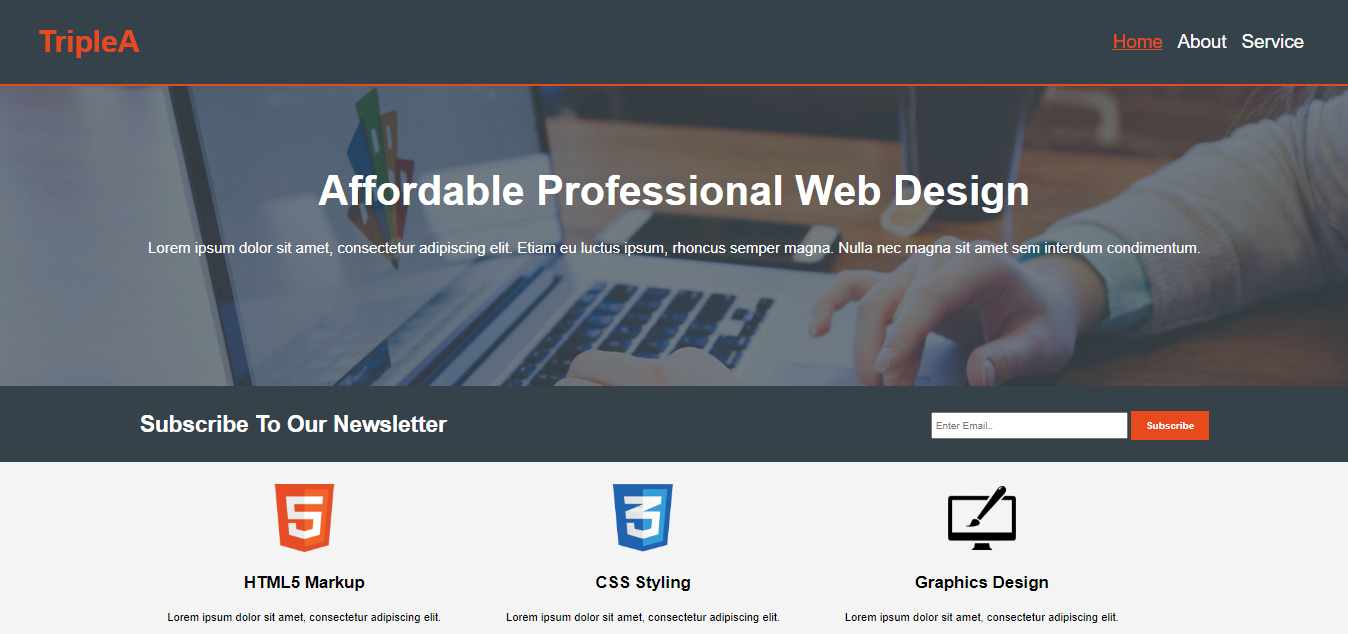 TripleA
Home About Service
Affordable Professional Web Design
Lorem ipsum dolor sit amet, consectetur adipiscing elit. Etiam eu luctus ipsum, rhoncus semper magna. Nulla nec magna sit amet sem interdum condimentum.
Subscribe To Our Newsletter
Enter Email..
Subscribe
5
3
HTML5 Markup
CSS Styling
Graphics Design
Lorem ipsum dolor sit amet, consectetur adipiscing elit.
Lorem ipsum dolor sit amet, consectetur adipiscing elit.
Lorem ipsum dolor sit amet, consectetur adipiscing elit.